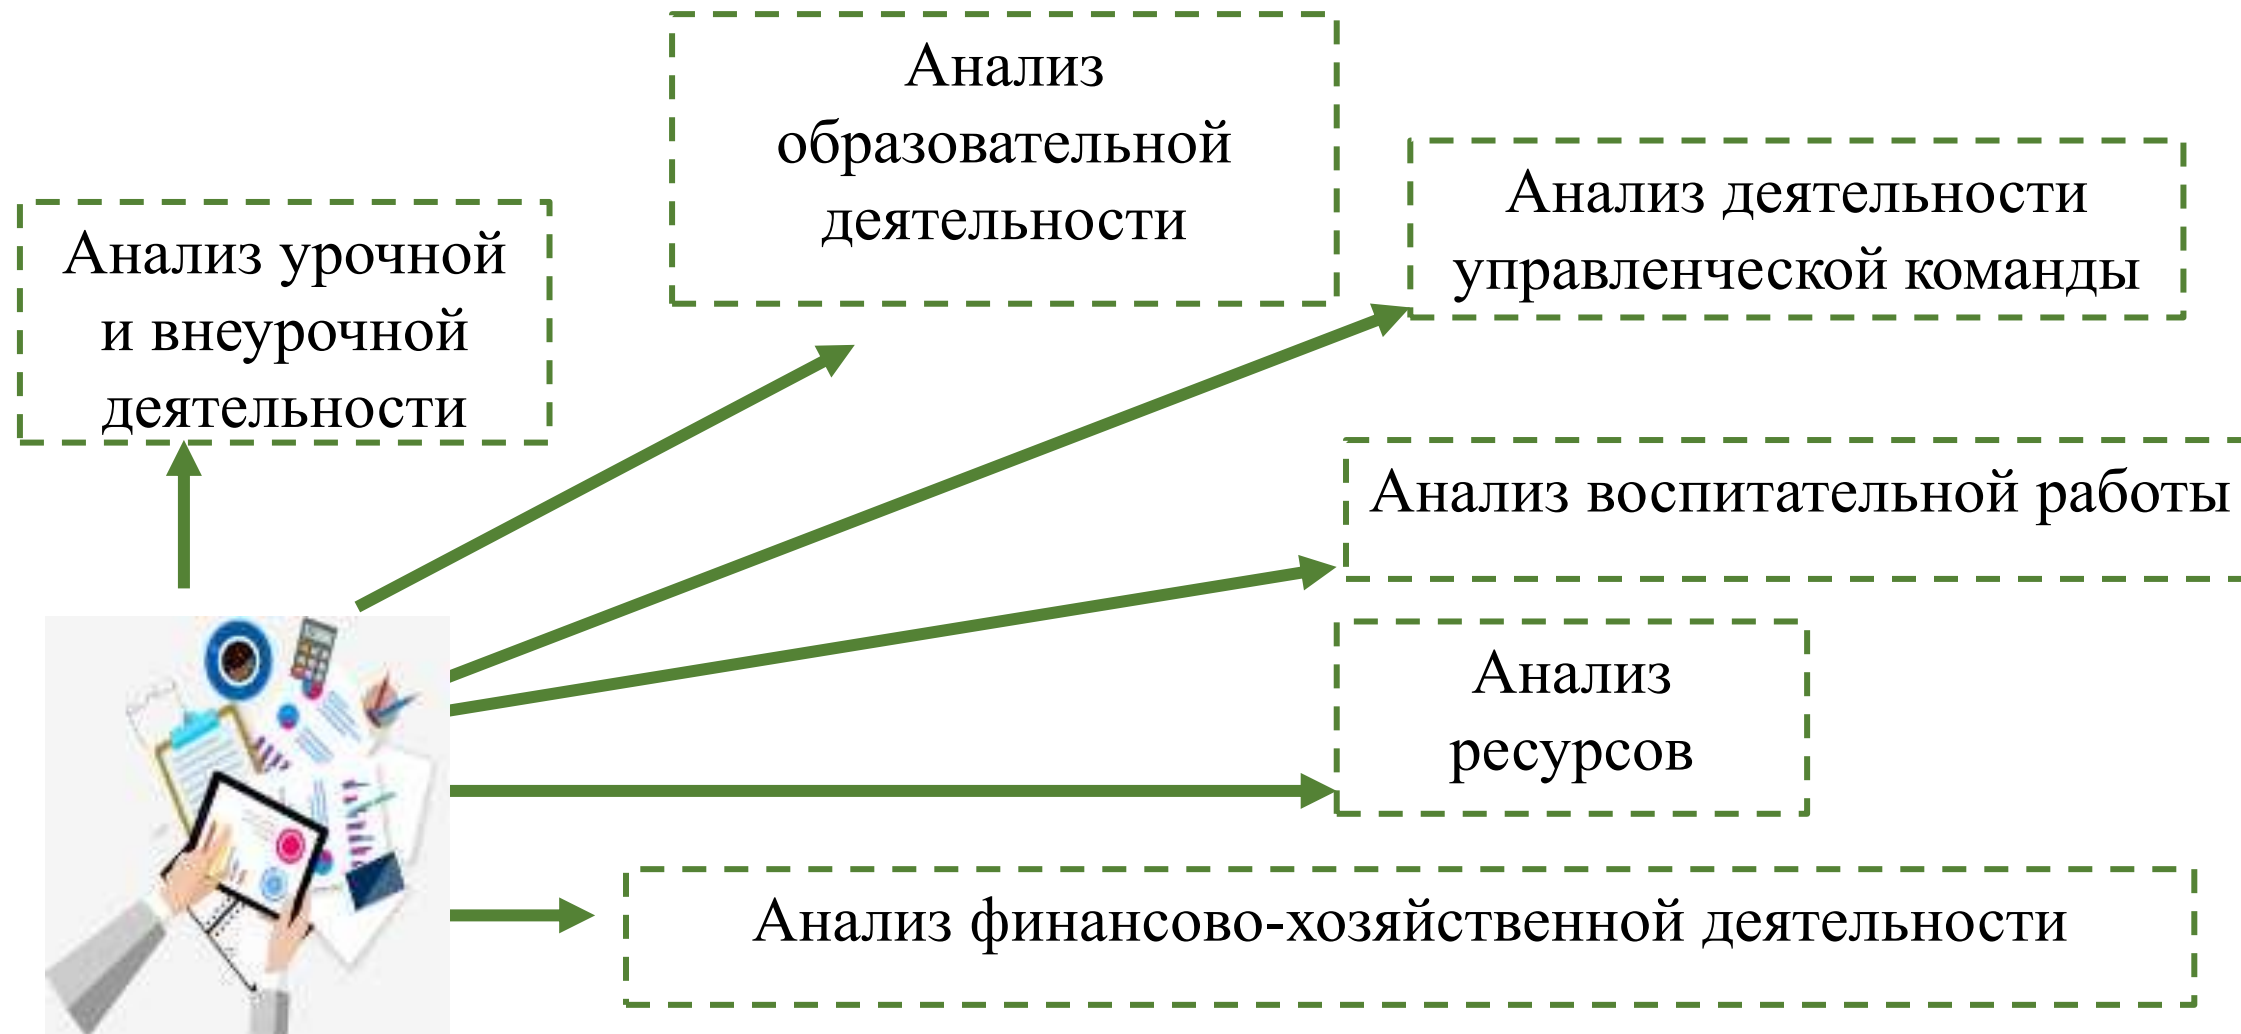 Анализ урочной
и внеурочной
деятельности
Анализ
образовательной
деятельности
Анализ деятельности
управленческой команды
Анализ воспитательной работы
Анализ
ресурсов
Анализ финансово-хозяйственной деятельности